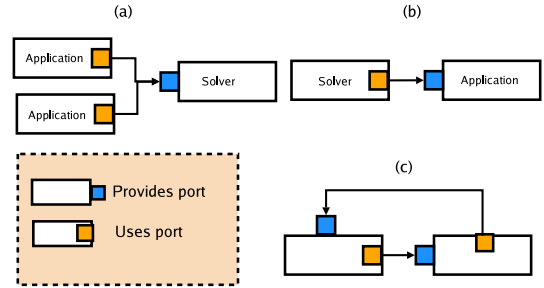 (a)
(b)
Application
Solver
Solver
Application
Application
(c)
Provides port
Uses port